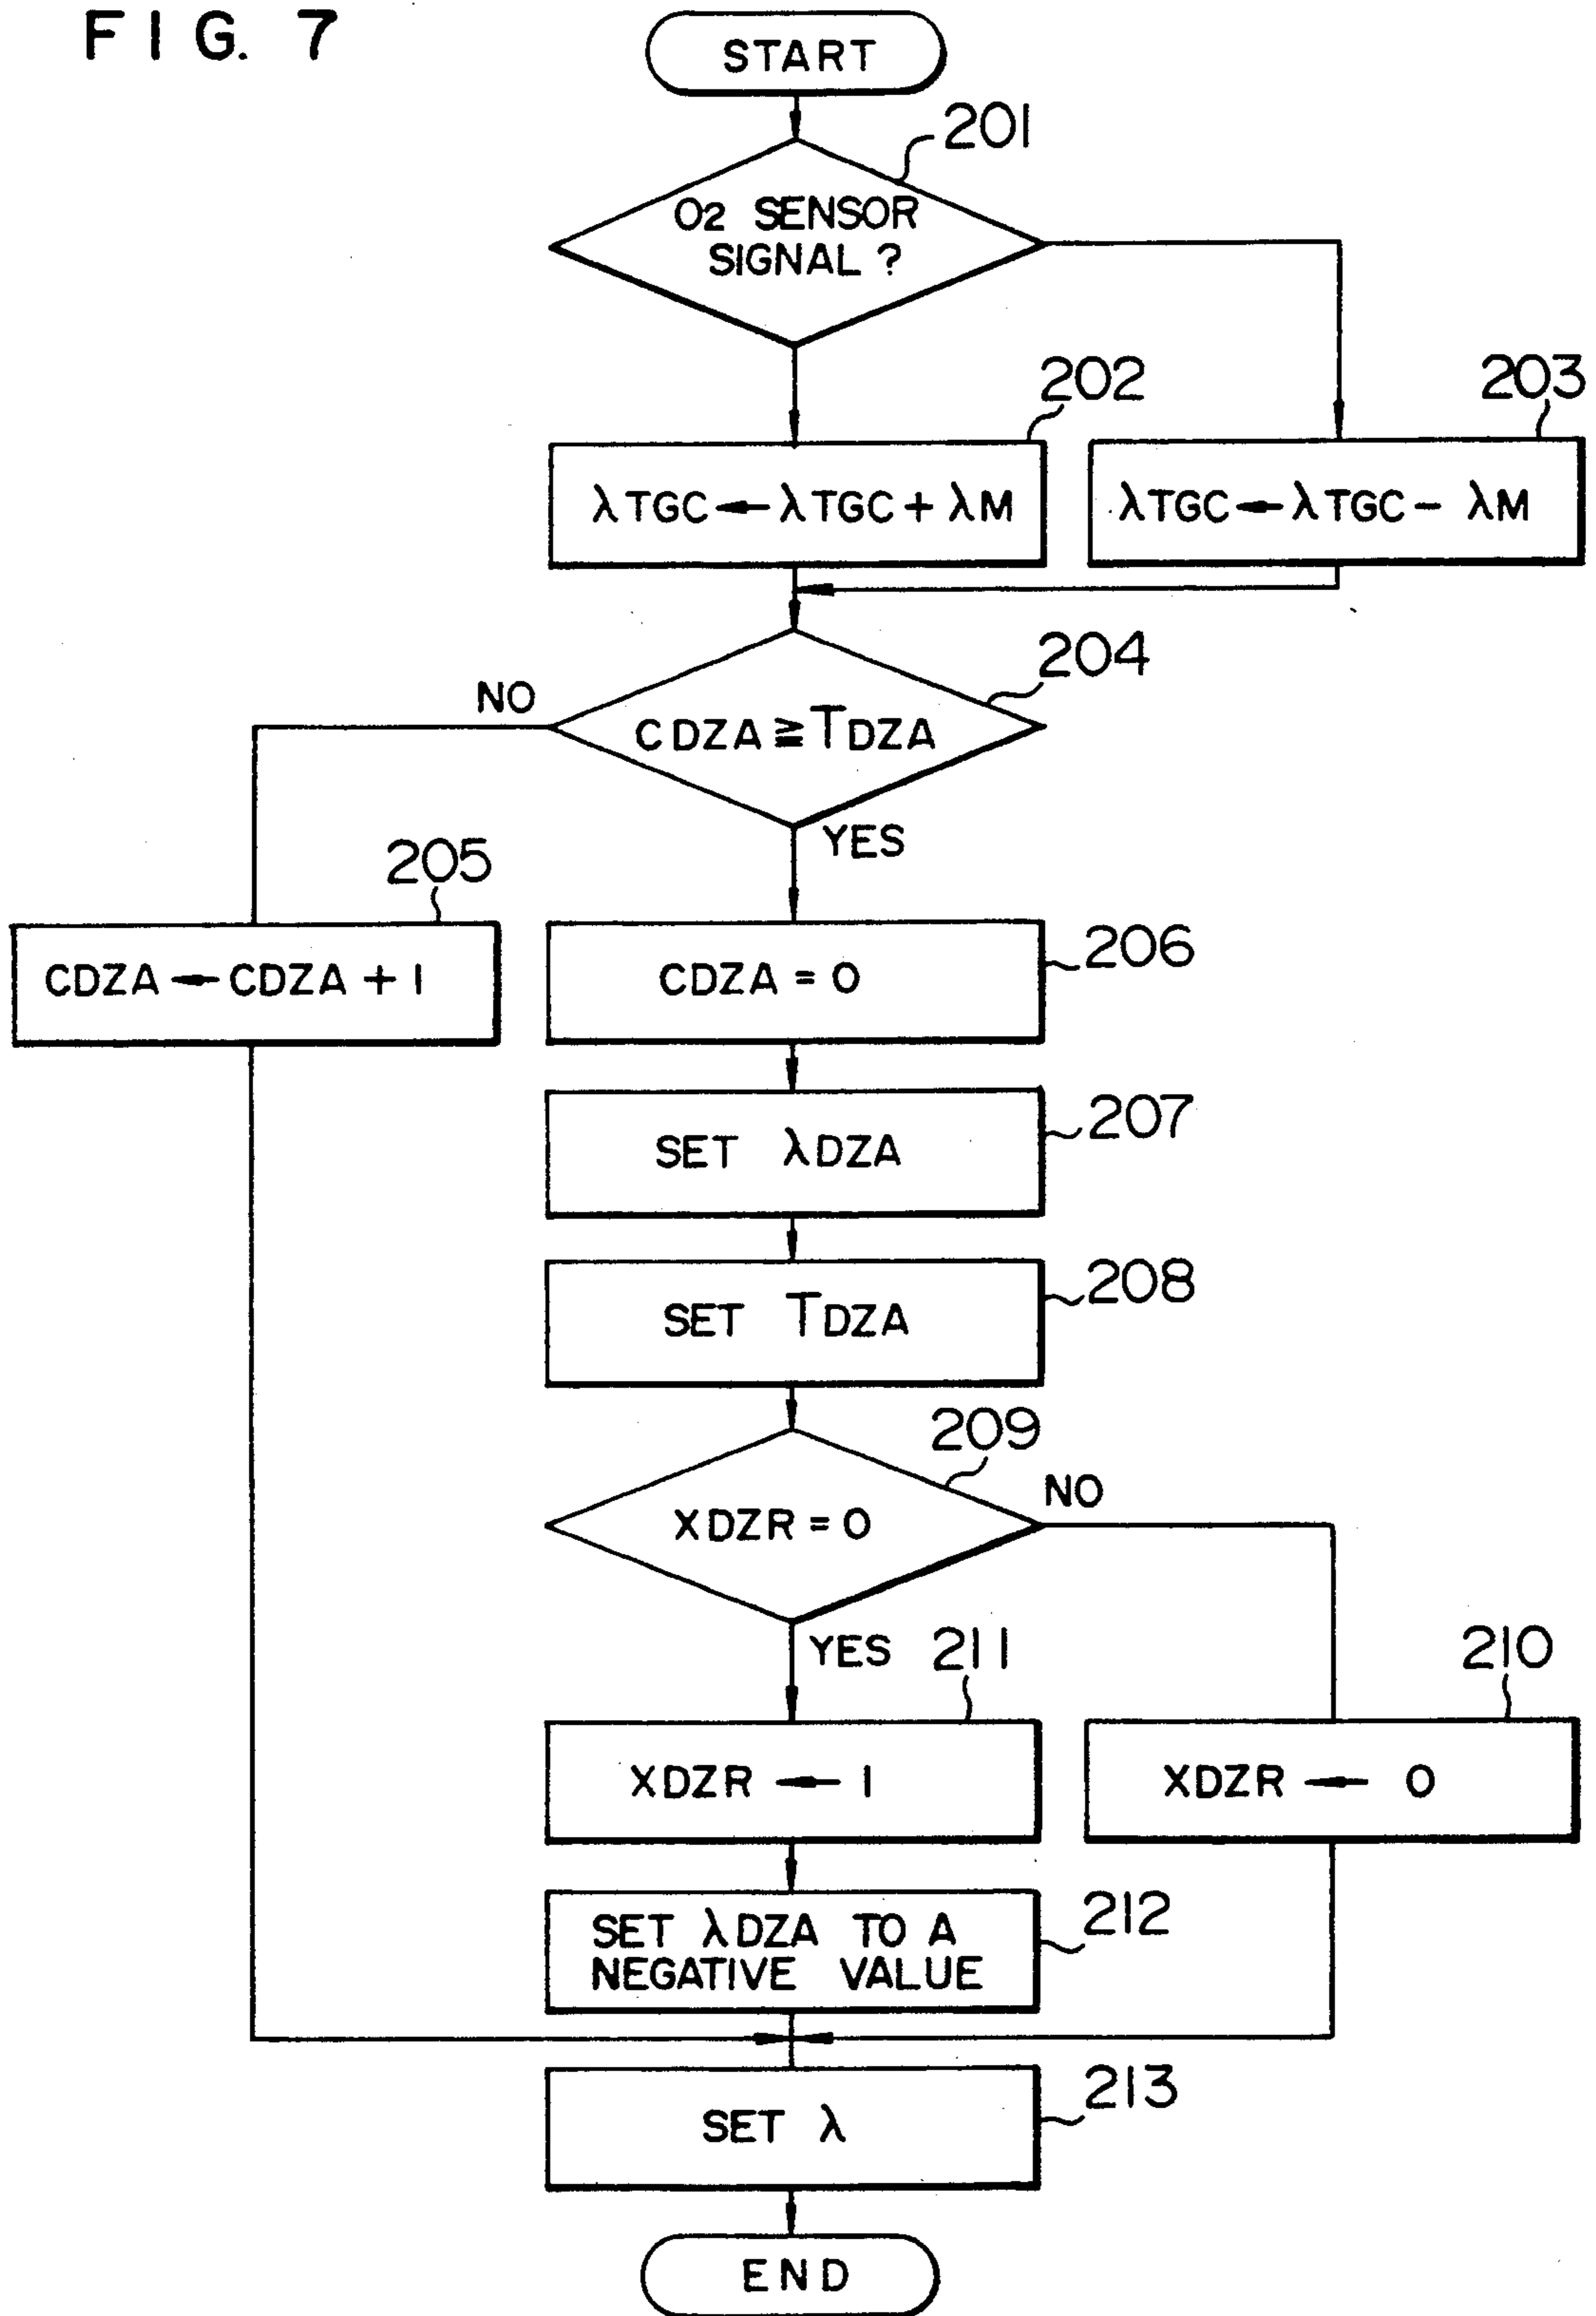 FIG. 7
START
201
O2 SENSOR
SIGNAL ?
202
203
λTGC ← λTGC + λM
λTGC ← λTGC - λM
204
NO
CDZA ≧ TDZA
YES
205
206
CDZA ← CDZA + 1
CDZA = 0
207
SET λDZA
208
SET TDZA
209
NO
XDZR = 0
YES
211
210
XDZR ← 1
XDZR ← 0
212
SET λDZA TO A
NEGATIVE VALUE
213
SET λ
END